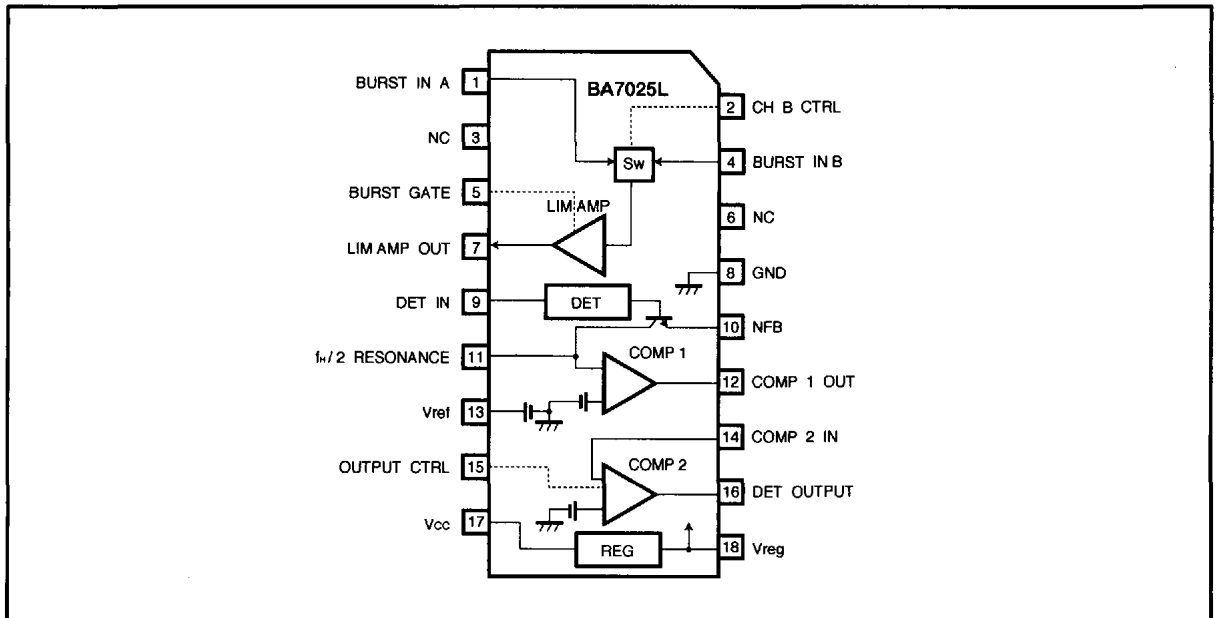 BA7025L
BURST IN A 1
2 CH B CTRL
NC 3
Sw
4 BURST IN B
BURST GATE 5
LIM AMP
6 NC
LIM AMP OUT 7
8 GND
DET IN 9
DET
10 NFB
fH/2 RESONANCE 11
COMP 1
12 COMP 1 OUT
Vref 13
14 COMP 2 IN
OUTPUT CTRL 15
COMP 2
16 DET OUTPUT
Vcc 17
REG
18 Vreg